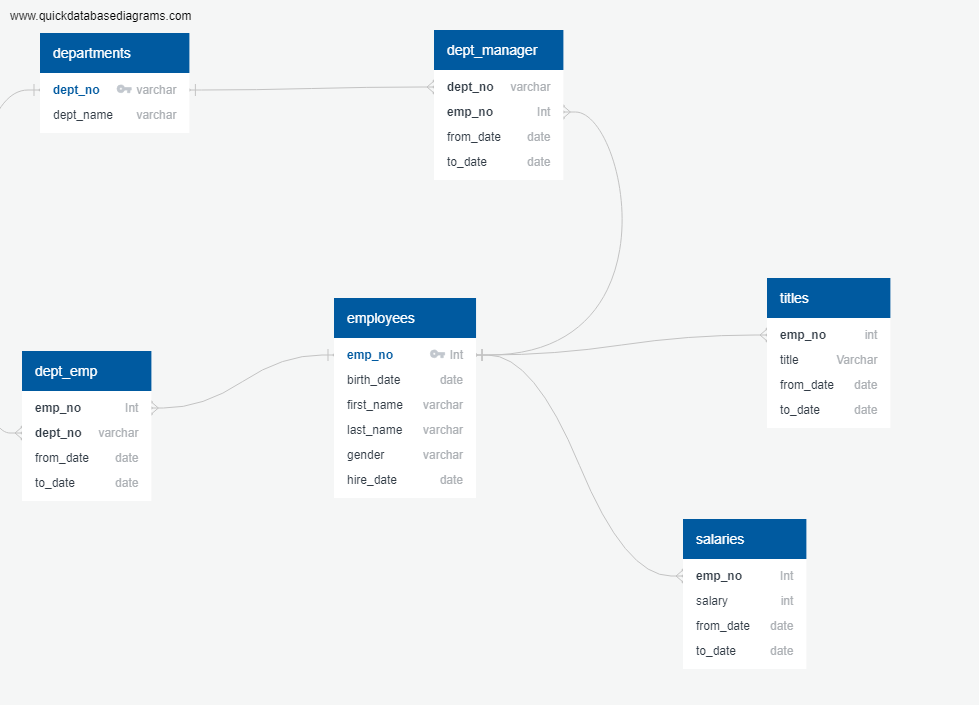 www.quickdatabasediagrams.com
departments
dept_no varchar
dept_name varchar
dept_manager
dept_no varchar
emp_no Int
from_date date
to_date date
employees
emp_no Int
birth_date date
first_name varchar
last_name varchar
gender varchar
hire_date date
titles
emp_no int
title Varchar
from_date date
to_date date
dept_emp
emp_no Int
dept_no varchar
from_date date
to_date date
salaries
emp_no Int
salary int
from_date date
to_date date